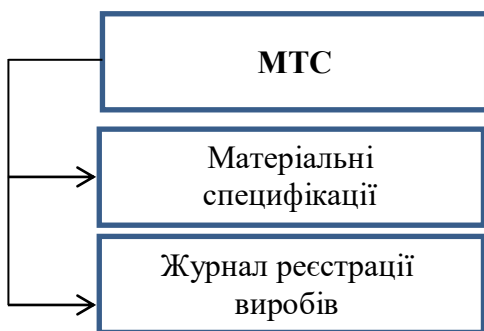 МТС
Матеріальні
специфікації
Журнал реєстрації
виробів